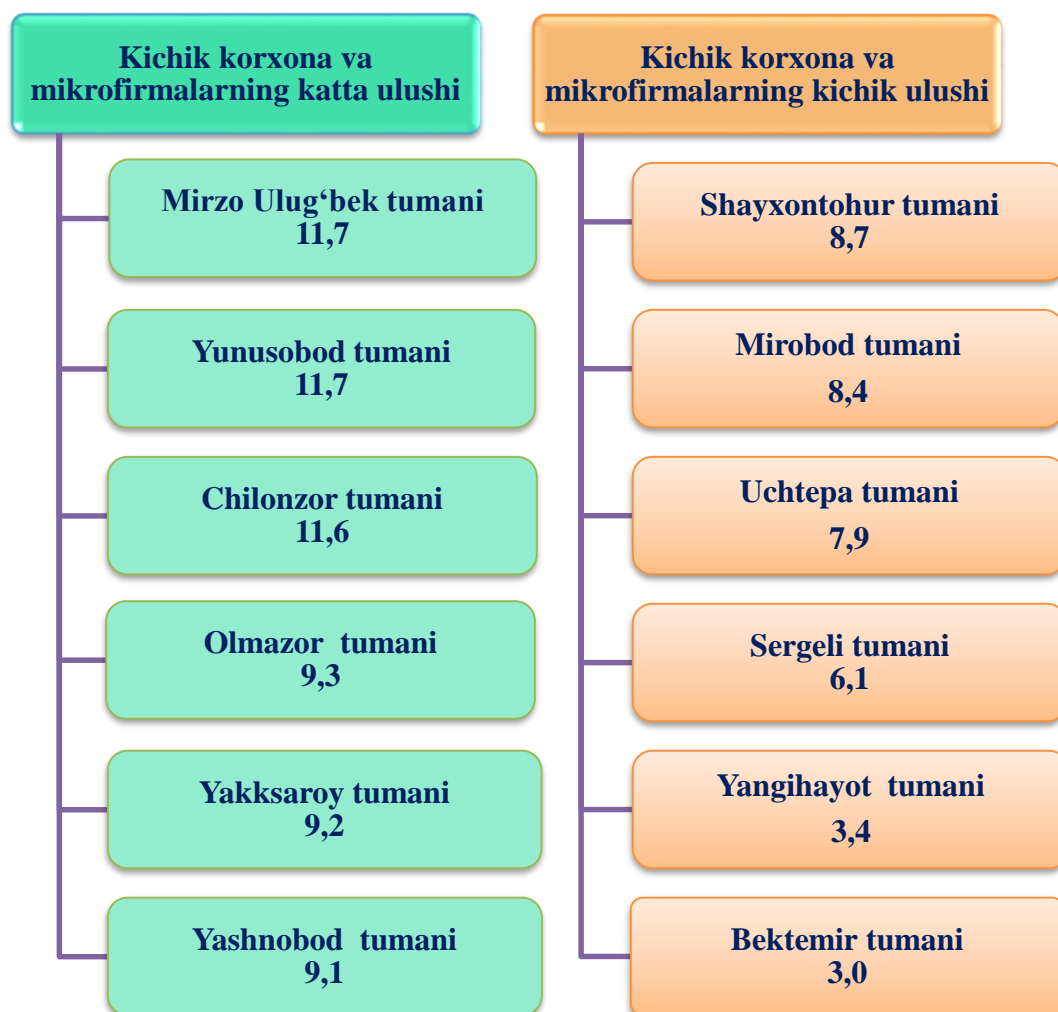 Kichik korxona va
mikrofirmalarning katta ulushi
Mirzo Ulug‘bek tumani
11,7
Yunusobod tumani
11,7
Chilonzor tumani
11,6
Olmazor tumani
9,3
Yakksaroy tumani
9,2
Yashnobod tumani
9,1
Kichik korxona va
mikrofirmalarning kichik ulushi
Shayxontohur tumani
8,7
Mirobod tumani
8,4
Uchtepa tumani
7,9
Sergeli tumani
6,1
Yangihayot tumani
3,4
Bektemir tumani
3,0